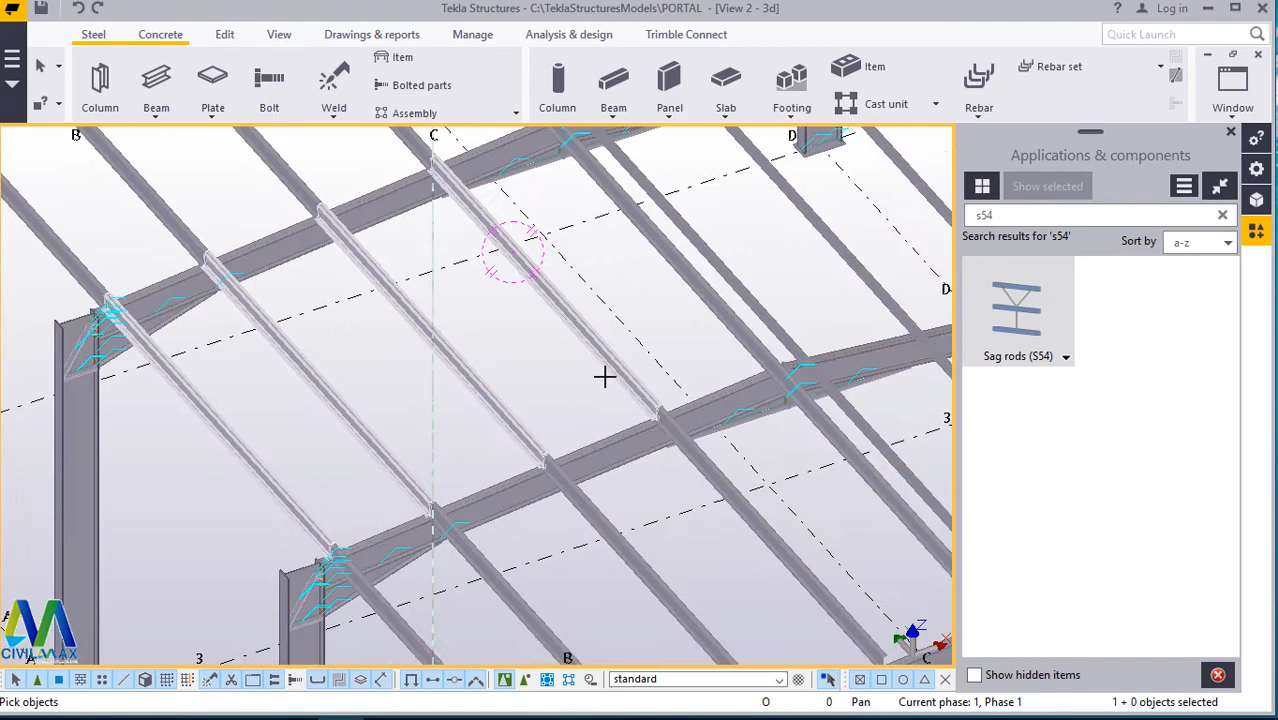 Tekla Structures - C:\TeklaStructuresModels\PORTAL - [View 2 - 3d]
? Log in
Steel Concrete Edit View Drawings & reports Manage Analysis & design Trimble Connect Quick Launch
Item Item Rebar set
Bolted parts
Column Beam Plate Bolt Weld Column Beam Panel Slab Footing Cast unit Rebar Window
Assembly
B C D
Applications & components
Show selected
s54
Search results for 's54' Sort by a-z
D
Sag rods (S54)
3
Z
CIVILMAX
A 3 B C
Show hidden items
standard
Pick objects O 0 Pan Current phase: 1, Phase 1 1 + 0 objects selected